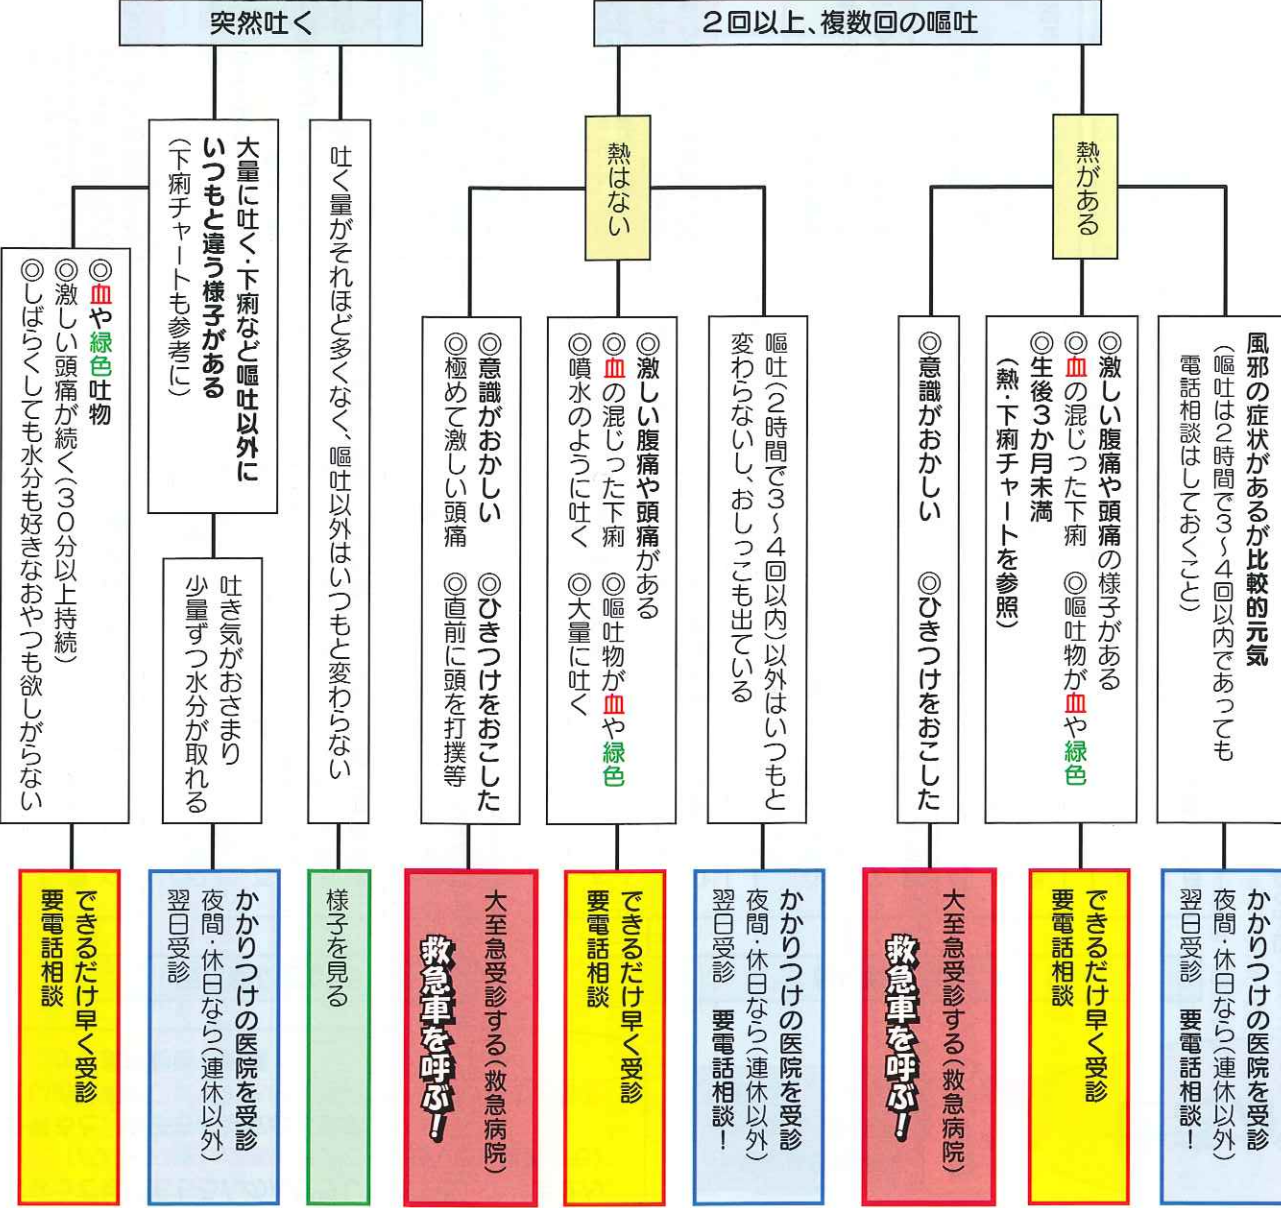 2回以上、複数回の嘔吐
熱がある
風邪の症状があるが比較的元気
（嘔吐は2時間で3～4回以内であっても
電話相談はしておくこと）
かかりつけの医院を受診
夜間・休日なら（連休以外）
翌日受診　要電話相談！
◎激しい腹痛や頭痛の様子がある
◎血の混じった下痢　◎嘔吐物が血や緑色
◎生後3か月未満
（熱・下痢チャートを参照）
できるだけ早く受診
要電話相談
◎意識がおかしい　◎ひきつけをおこした
大至急受診する（救急病院）
救急車を呼ぶ！
熱はない
嘔吐（2時間で3～4回以内）以外はいつもと
変わらないし、おしっこも出ている
かかりつけの医院を受診
夜間・休日なら（連休以外）
翌日受診　要電話相談！
◎激しい腹痛や頭痛がある
◎血の混じった下痢　◎嘔吐物が血や緑色
◎噴水のように吐く　◎大量に吐く
できるだけ早く受診
要電話相談
◎意識がおかしい　◎ひきつけをおこした
◎極めて激しい頭痛　◎直前に頭を打撲等
大至急受診する（救急病院）
救急車を呼ぶ！
突然吐く
吐く量がそれほど多くなく、嘔吐以外はいつもと変わらない
様子を見る
大量に吐く・下痢など嘔吐以外に
いつもと違う様子がある
（下痢チャートも参考に）
吐き気がおさまり
少量ずつ水分が取れる
かかりつけの医院を受診
夜間・休日なら（連休以外）
翌日受診
◎血や緑色吐物
◎激しい頭痛が続く（30分以上持続）
◎しばらくしても水分も好きなおやつも欲しがらない
できるだけ早く受診
要電話相談